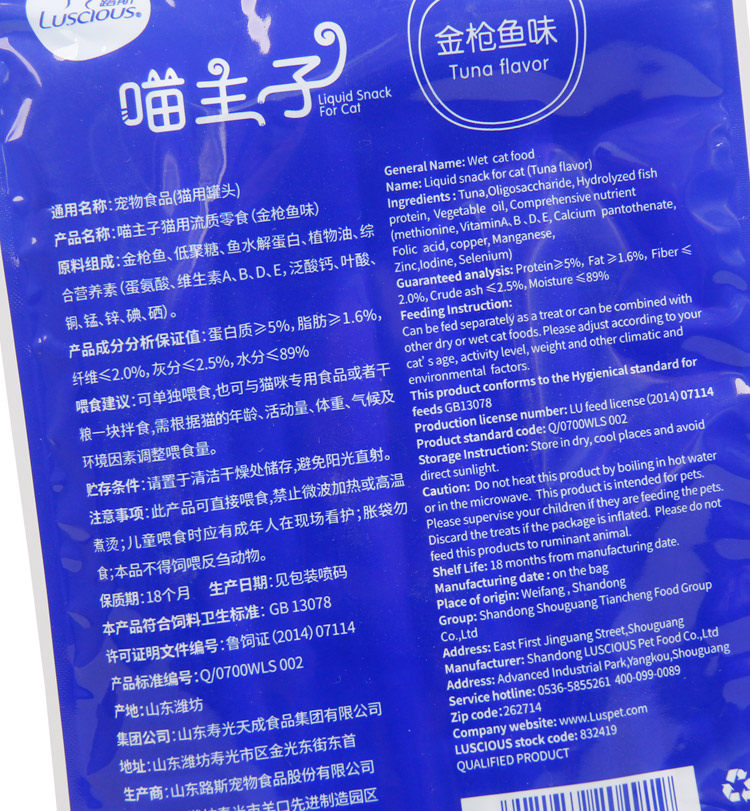 路斯
LUSCIOUS®
喵主子
Liquid Snack
For Cat
金枪鱼味
Tuna flavor
通用名称:宠物食品(猫用罐头)
产品名称:喵主子猫用流质零食(金枪鱼味)
原料组成:金枪鱼、低聚糖、鱼水解蛋白、植物油、综
合营养素(蛋氨酸、维生素A、B、D、E,泛酸钙、叶酸、
铜、锰、锌、碘、硒)。
产品成分分析保证值:蛋白质≥5%,脂肪≥1.6%,
纤维≤2.0%,灰分≤2.5%,水分≤89%
喂食建议:可单独喂食,也可与猫咪专用食品或者干
粮一块拌食,需根据猫的年龄、活动量、体重、气候及
环境因素调整喂食量。
贮存条件:请置于清洁干燥处储存,避免阳光直射。
注意事项:此产品可直接喂食,禁止微波加热或高温
煮烫;儿童喂食时应有成年人在现场看护;胀袋勿
食;本品不得饲喂反刍动物。
保质期:18个月 生产日期:见包装喷码
本产品符合饲料卫生标准: GB 13078
许可证明文件编号:鲁饲证(2014)07114
产品标准编号:Q/0700WLS 002
产地:山东潍坊
集团公司:山东寿光天成食品集团有限公司
地址:山东潍坊寿光市区金光东街东首
生产商:山东路斯宠物食品股份有限公司
潍坊寿光市羊口先进制造园区
General Name: Wet cat food
Name: Liquid snack for cat (Tuna flavor)
Ingredients : Tuna,Oligosaccharide, Hydrolyzed fish
protein, Vegetable oil, Comprehensive nutrient
(methionine, VitaminA、B、D、E, Calcium pantothenate,
Folic acid, copper, Manganese,
Zinc,Iodine, Selenium)
Guaranteed analysis: Protein≥5%, Fat ≥1.6%, Fiber ≤
2.0%, Crude ash ≤2.5%, Moisture ≤89%
Feeding Instruction:
Can be fed separately as a treat or can be combined with
other dry or wet cat foods. Please adjust according to your
cat's age, activity level, weight and other climatic and
environmental factors.
This product conforms to the Hygienical standard for
feeds GB13078
Production license number: LU feed license (2014) 07114
Product standard code: Q/0700WLS 002
Storage Instruction: Store in dry, cool places and avoid
direct sunlight.
Caution: Do not heat this product by boiling in hot water
or in the microwave. This product is intended for pets.
Please supervise your children if they are feeding the pets.
Discard the treats if the package is inflated. Please do not
feed this products to ruminant animal.
Shelf Life: 18 months from manufacturing date.
Manufacturing date : on the bag
Place of origin: Weifang , Shandong
Group: Shandong Shouguang Tiancheng Food Group
Co.,Ltd
Address: East First Jinguang Street,Shouguang
Manufacturer: Shandong LUSCIOUS Pet Food Co.,Ltd
Address: Advanced Industrial Park,Yangkou,Shouguang
Service hotline: 0536-5855261 400-099-0089
Zip code:262714
Company website: www.Luspet.com
LUSCIOUS stock code: 832419
QUALIFIED PRODUCT